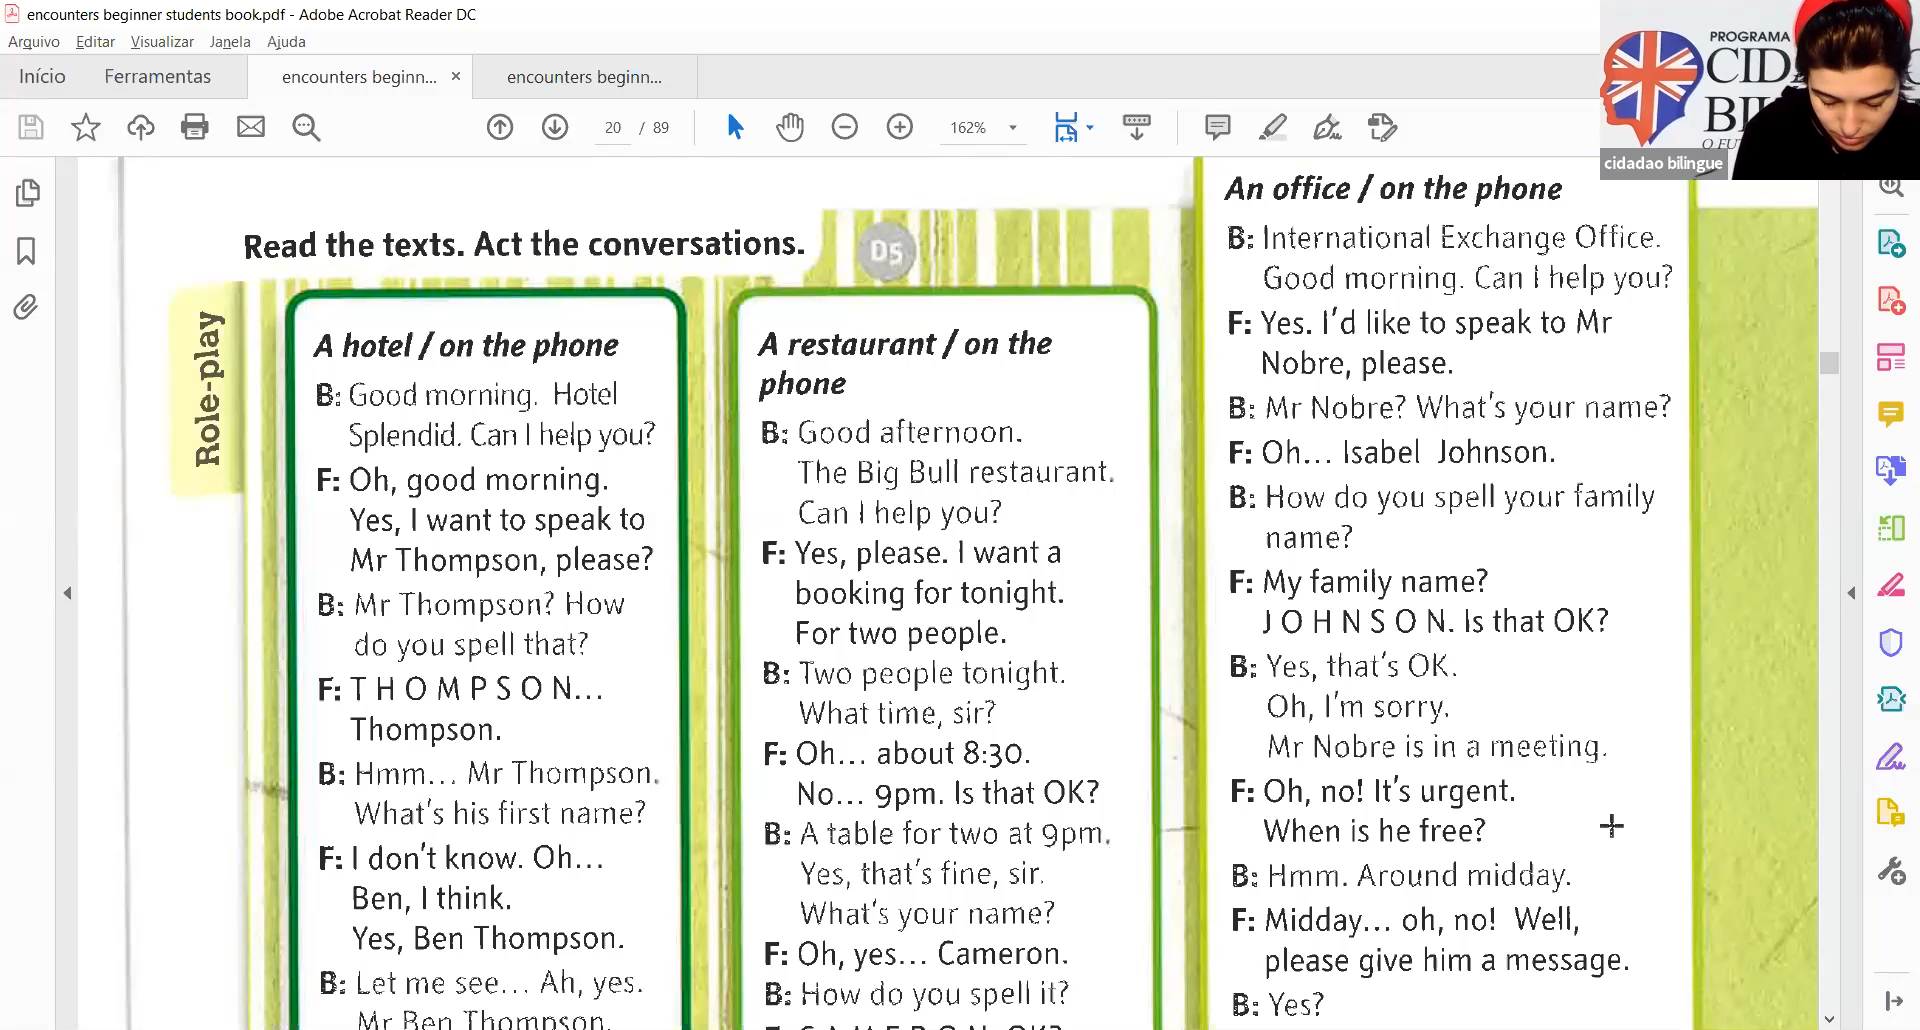 encounters beginner students book.pdf - Adobe Acrobat Reader DC
Arquivo Editar Visualizar Janela Ajuda
Início Ferramentas encounters beginn... × encounters beginn...
20 / 89 162%
PROGRAMA
cidadao bilingue
Read the texts. Act the conversations. D5
Role-play
A hotel / on the phone
B: Good morning. Hotel
Splendid. Can I help you?
F: Oh, good morning.
Yes, I want to speak to
Mr Thompson, please?
B: Mr Thompson? How
do you spell that?
F: T H O M P S O N...
Thompson.
B: Hmm... Mr Thompson.
What's his first name?
F: I don't know. Oh...
Ben, I think.
Yes, Ben Thompson.
B: Let me see... Ah, yes.
Mr Ben Thompson.
A restaurant / on the
phone
B: Good afternoon.
The Big Bull restaurant.
Can I help you?
F: Yes, please. I want a
booking for tonight.
For two people.
B: Two people tonight.
What time, sir?
F: Oh... about 8:30.
No... 9pm. Is that OK?
B: A table for two at 9pm.
Yes, that's fine, sir.
What's your name?
F: Oh, yes... Cameron.
B: How do you spell it?
An office / on the phone
B: International Exchange Office.
Good morning. Can I help you?
F: Yes. I'd like to speak to Mr
Nobre, please.
B: Mr Nobre? What's your name?
F: Oh... Isabel Johnson.
B: How do you spell your family
name?
F: My family name?
J O H N S O N. Is that OK?
B: Yes, that's OK.
Oh, I'm sorry.
Mr Nobre is in a meeting.
F: Oh, no! It's urgent.
When is he free?
B: Hmm. Around midday.
F: Midday... oh, no! Well,
please give him a message.
B: Yes?